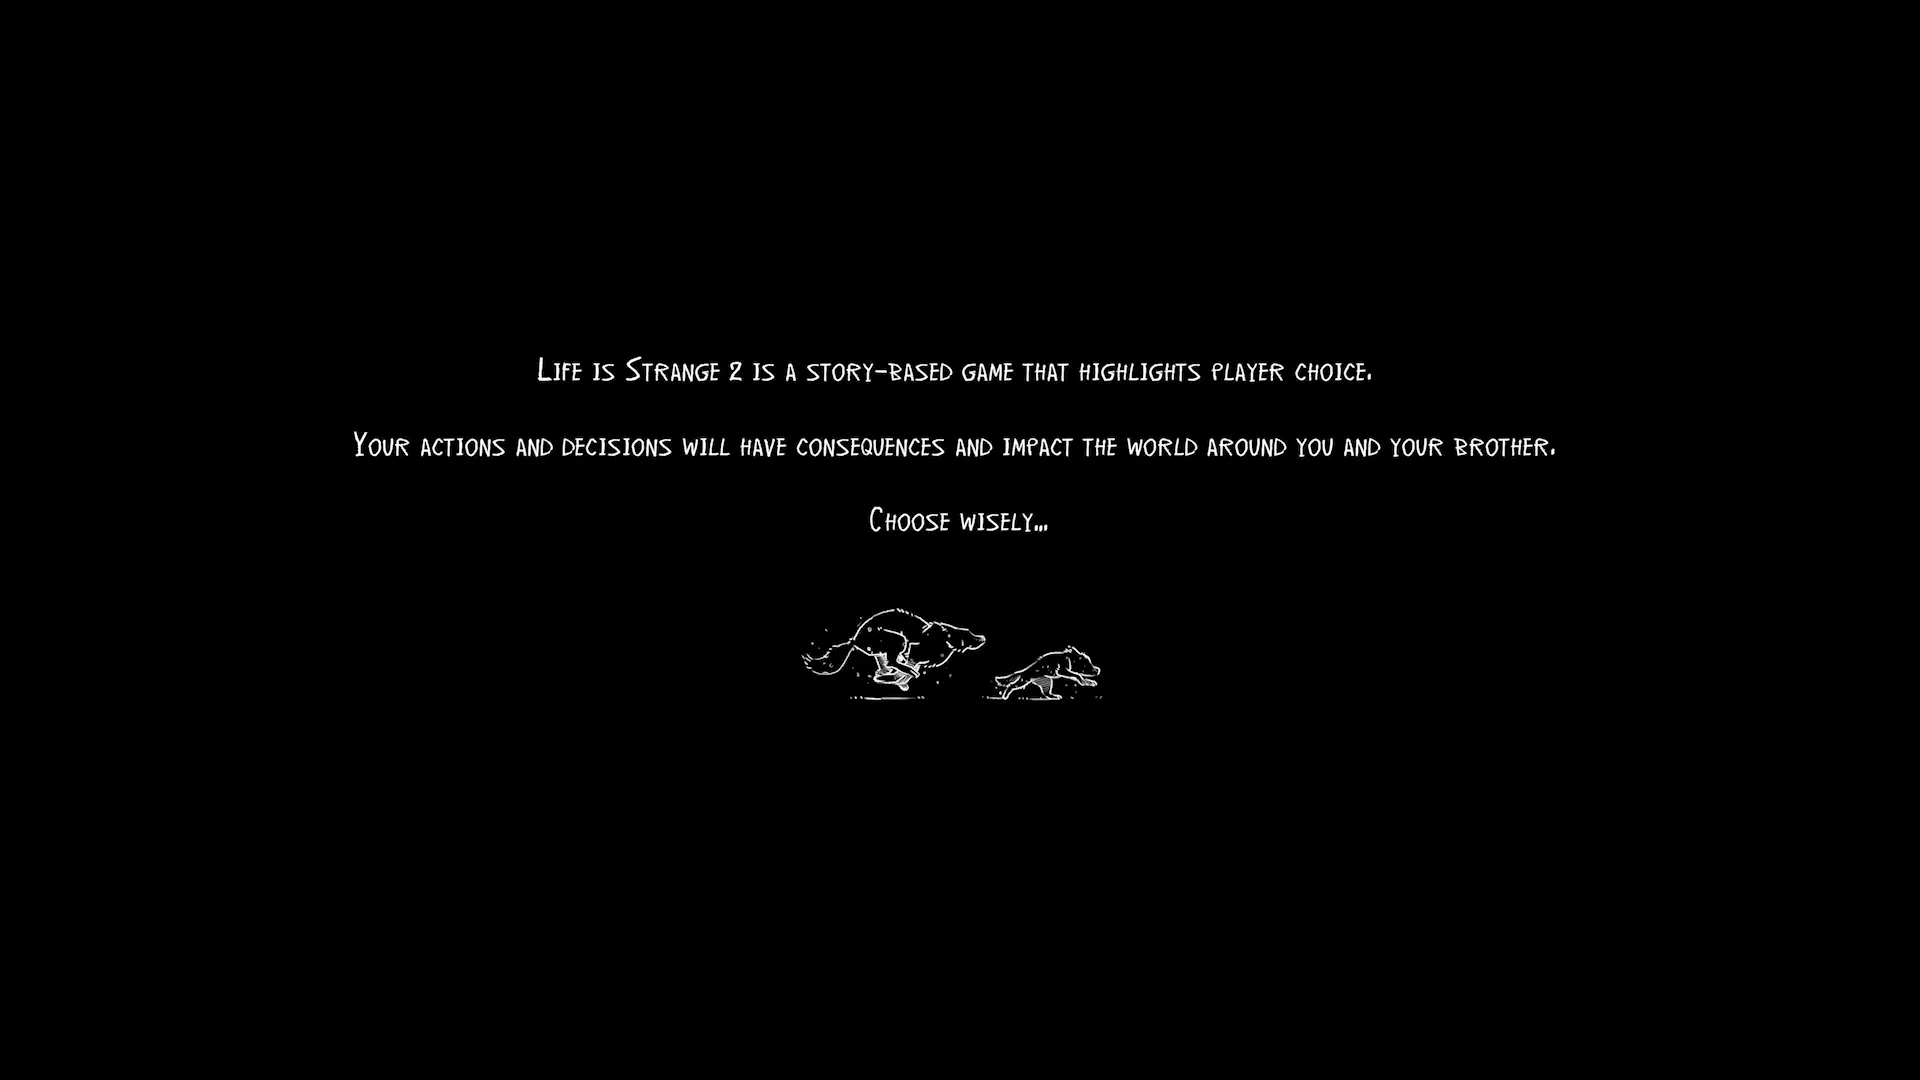 Life is Strange 2 is a story-based game that highlights player choice.
Your actions and decisions will have consequences and impact the world around you and your brother.
Choose wisely...